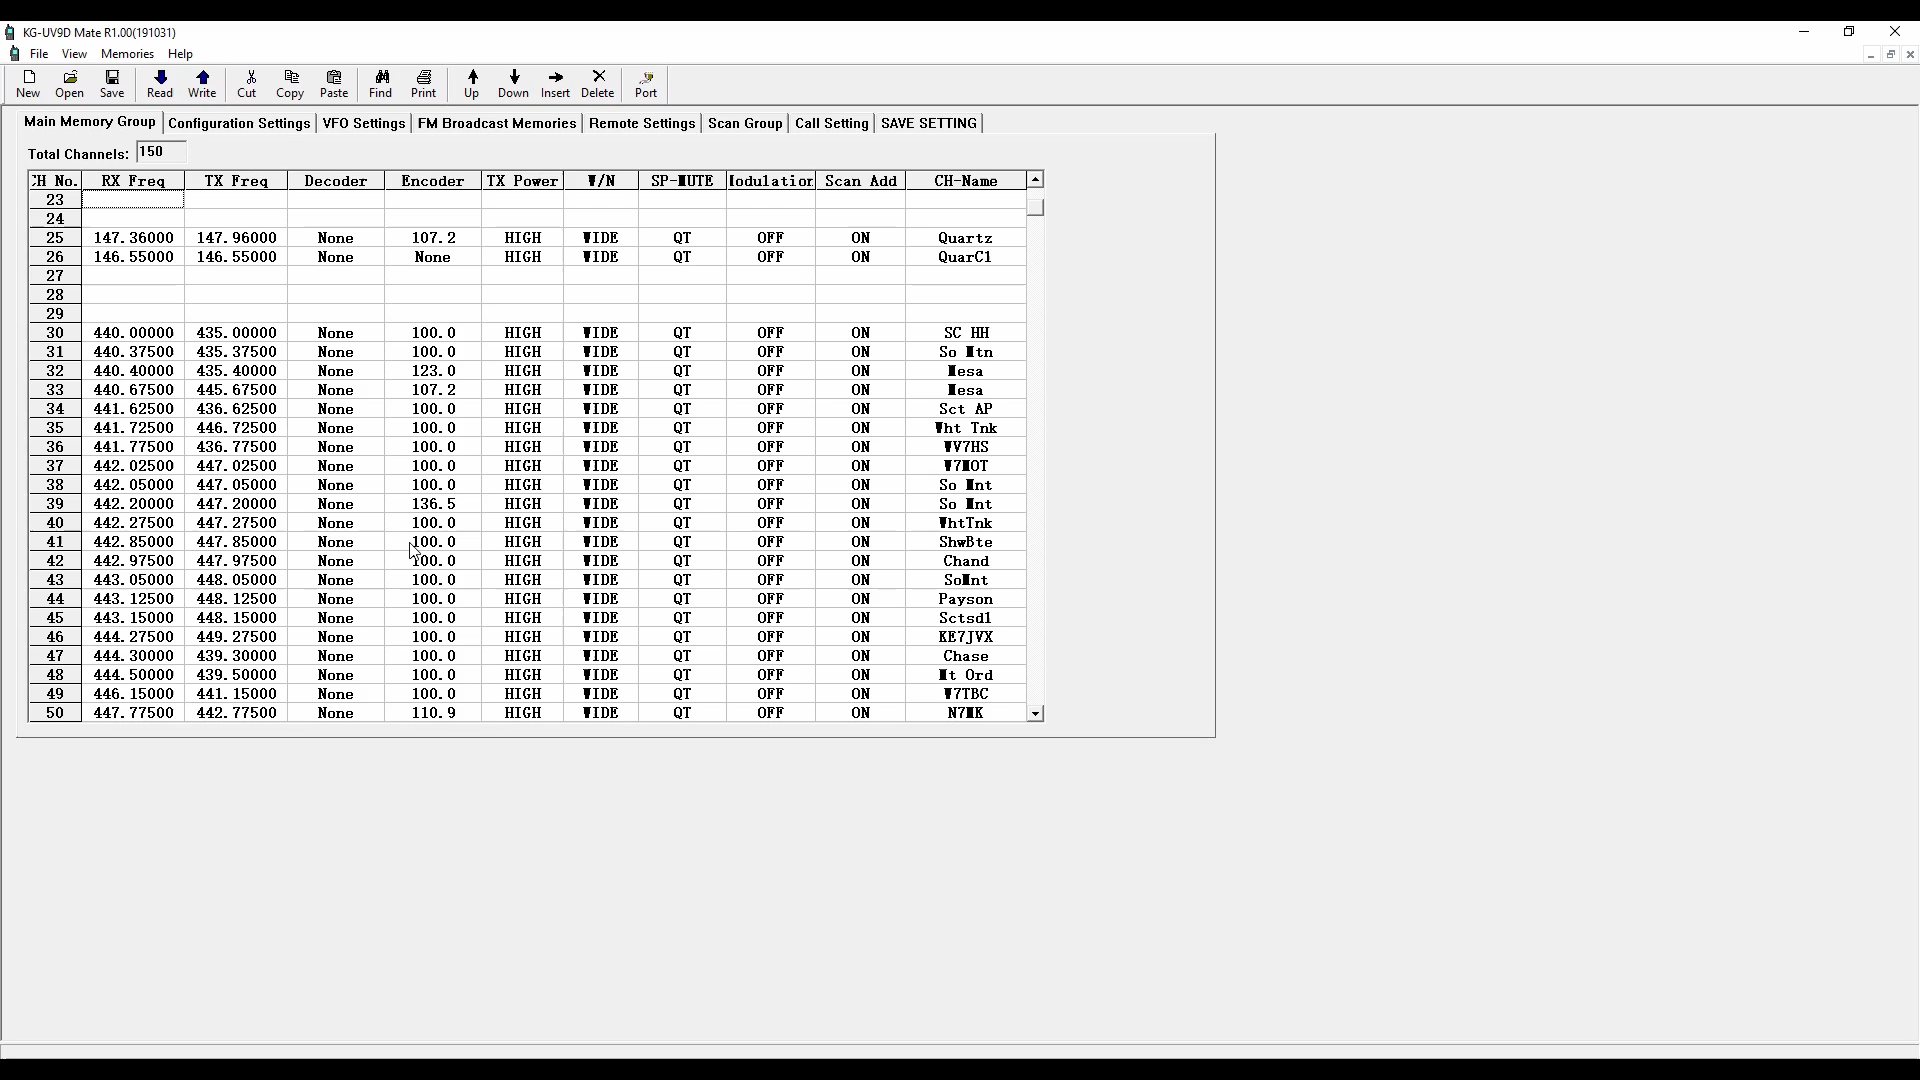 KG-UV9D Mate R1.00(191031)
File View Memories Help
New Open Save Read Write Cut Copy Paste Find Print Up Down Insert Delete Port
Main Memory Group Configuration Settings VFO Settings FM Broadcast Memories Remote Settings Scan Group Call Setting SAVE SETTING
Total Channels: 150
CH No. RX Freq TX Freq Decoder Encoder TX Power W/N SP-MUTE Modulation Scan Add CH-Name
23
24
25 147.36000 147.96000 None 107.2 HIGH WIDE QT OFF ON Quartz
26 146.55000 146.55000 None None HIGH WIDE QT OFF ON QuarC1
27
28
29
30 440.00000 435.00000 None 100.0 HIGH WIDE QT OFF ON SC HH
31 440.37500 435.37500 None 100.0 HIGH WIDE QT OFF ON So Mtn
32 440.40000 435.40000 None 123.0 HIGH WIDE QT OFF ON Mesa
33 440.67500 445.67500 None 107.2 HIGH WIDE QT OFF ON Mesa
34 441.62500 436.62500 None 100.0 HIGH WIDE QT OFF ON Sct AP
35 441.72500 446.72500 None 100.0 HIGH WIDE QT OFF ON Wht Tnk
36 441.77500 436.77500 None 100.0 HIGH WIDE QT OFF ON WV7HS
37 442.02500 447.02500 None 100.0 HIGH WIDE QT OFF ON W7MOT
38 442.05000 447.05000 None 100.0 HIGH WIDE QT OFF ON So Mnt
39 442.20000 447.20000 None 136.5 HIGH WIDE QT OFF ON So Mnt
40 442.27500 447.27500 None 100.0 HIGH WIDE QT OFF ON WhtTnk
41 442.85000 447.85000 None 100.0 HIGH WIDE QT OFF ON ShwBte
42 442.97500 447.97500 None 100.0 HIGH WIDE QT OFF ON Chand
43 443.05000 448.05000 None 100.0 HIGH WIDE QT OFF ON SoMnt
44 443.12500 448.12500 None 100.0 HIGH WIDE QT OFF ON Payson
45 443.15000 448.15000 None 100.0 HIGH WIDE QT OFF ON Sctsd1
46 444.27500 449.27500 None 100.0 HIGH WIDE QT OFF ON KE7JVX
47 444.30000 439.30000 None 100.0 HIGH WIDE QT OFF ON Chase
48 444.50000 439.50000 None 100.0 HIGH WIDE QT OFF ON Mt Ord
49 446.15000 441.15000 None 100.0 HIGH WIDE QT OFF ON W7TBC
50 447.77500 442.77500 None 110.9 HIGH WIDE QT OFF ON N7MK